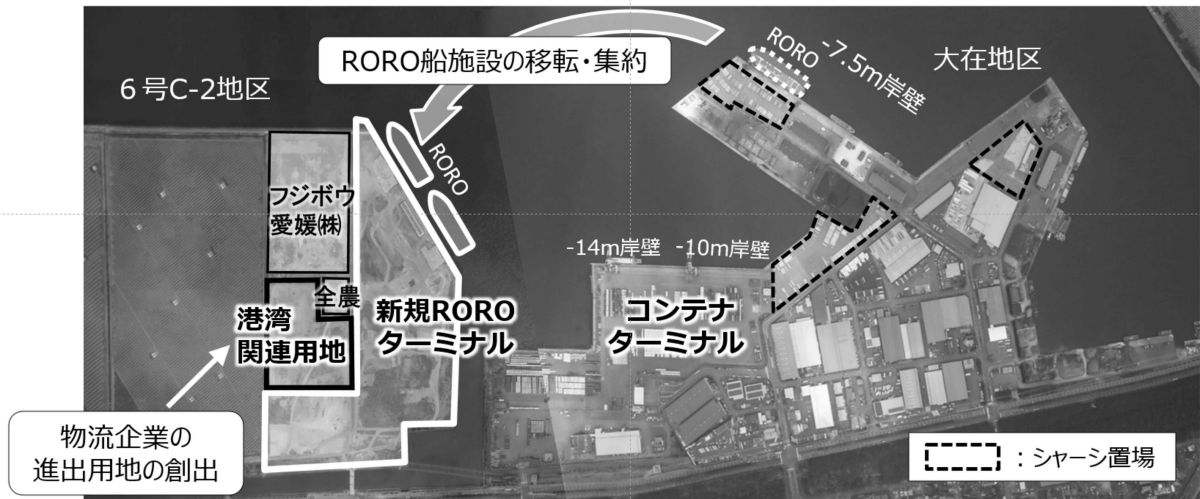 RORO船施設の移転・集約
RORO
-7.5m岸壁
大在地区
６号C-2地区
RORO
フジボウ
愛媛㈱
全農
港湾
関連用地
新規RORO
ターミナル
-14m岸壁
-10m岸壁
コンテナ
ターミナル
物流企業の
進出用地の創出
：シャーシ置場